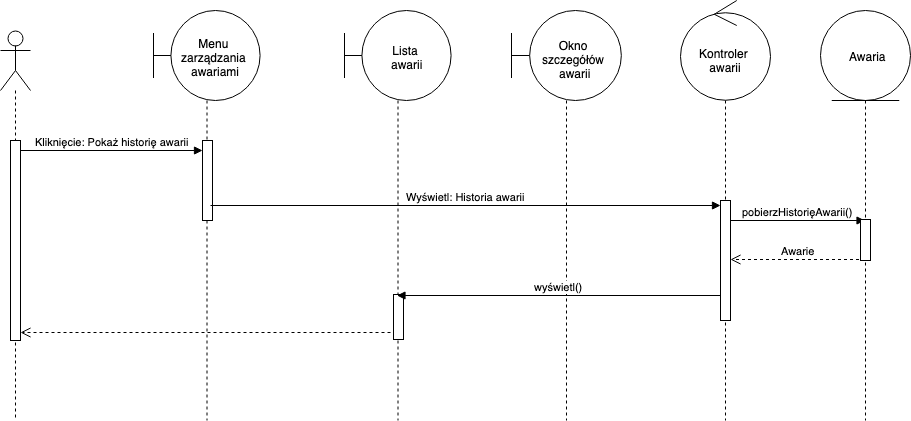 Menu
zarządzania
awariami
Lista
awarii
Okno
szczegółów
awarii
Kontroler
awarii
Awaria
Kliknięcie: Pokaż historię awarii
Wyświetl: Historia awarii
pobierzHistorięAwarii()
Awarie
wyświetl()